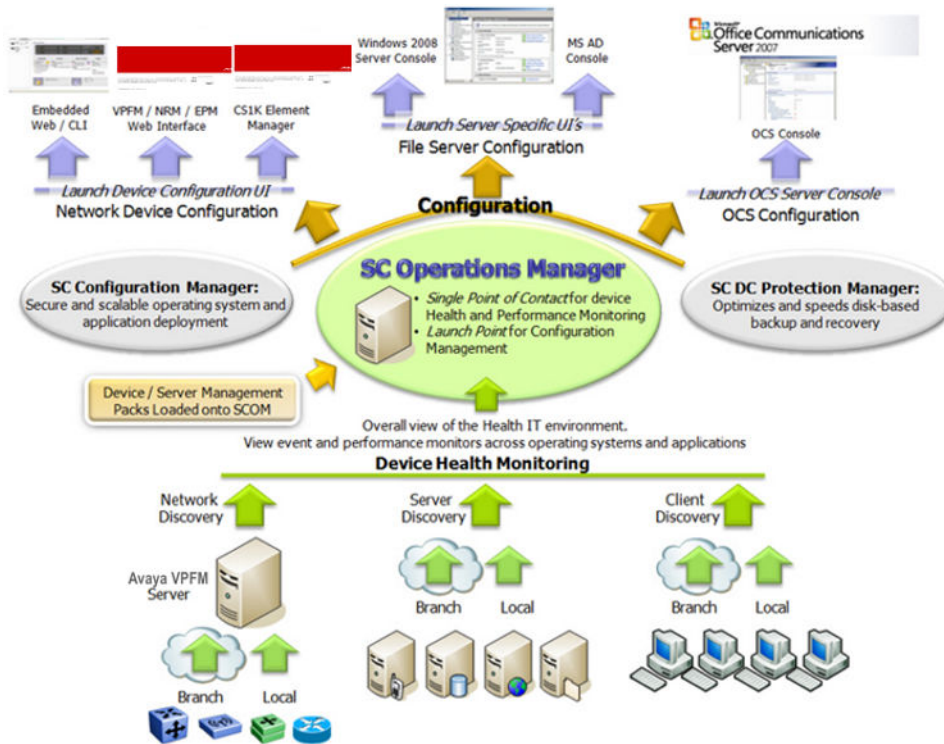 Microsoft
Office Communications
Server 2007
Windows 2008
Server Console
MS AD
Console
Embedded
Web / CLI
VPFM / NRM / EPM
Web Interface
CS1K Element
Manager
OCS Console
Launch Server Specific UI's
File Server Configuration
Launch Device Configuration UI
Network Device Configuration
Launch OCS Server Console
OCS Configuration
Configuration
SC Operations Manager
• Single Point of Contact for device
Health and Performance Monitoring
• Launch Point for Configuration
Management
SC Configuration Manager:
Secure and scalable operating system and
application deployment
SC DC Protection Manager:
Optimizes and speeds disk-based
backup and recovery
Device / Server Management
Packs Loaded onto SCOM
Overall view of the Health IT environment.
View event and performance monitors across operating systems and applications
Device Health Monitoring
Network
Discovery
Server
Discovery
Client
Discovery
Avaya VPFM
Server
Branch
Local
Branch
Local
Branch
Local